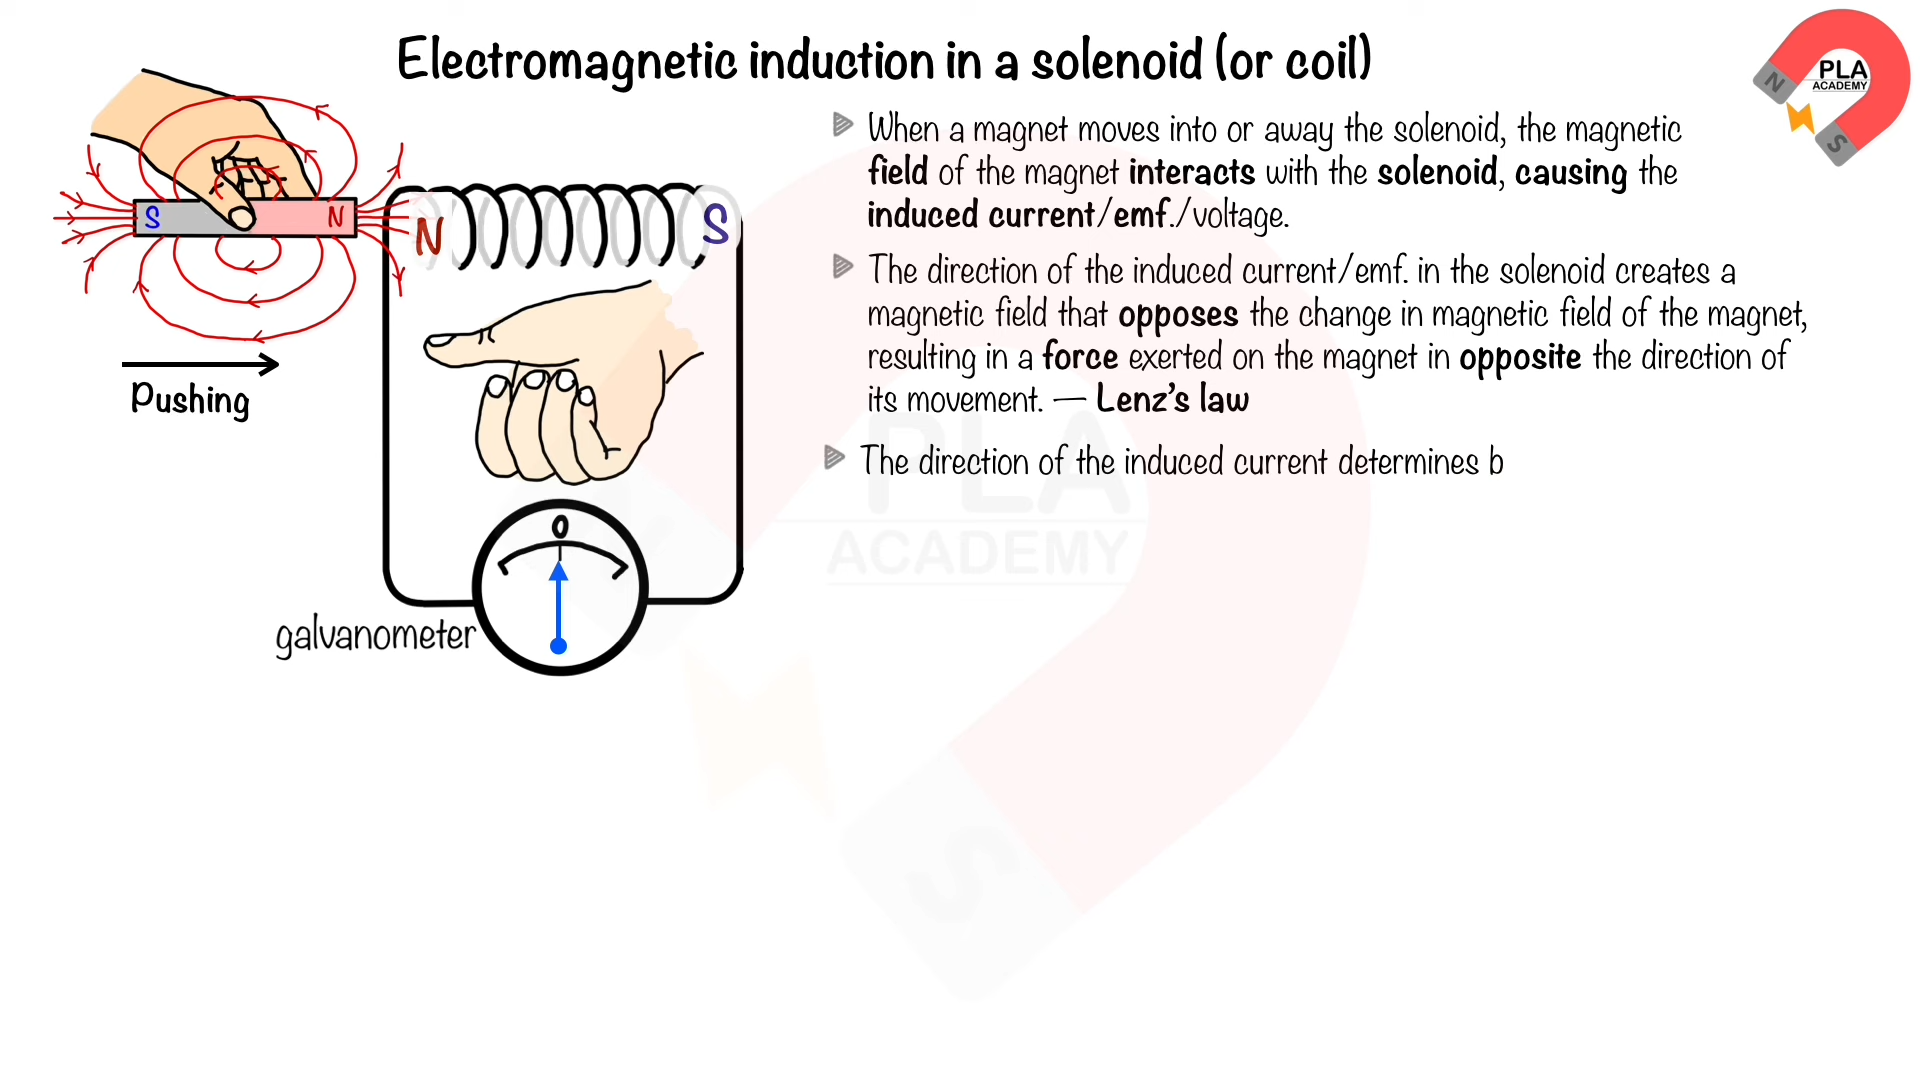 Electromagnetic induction in a solenoid (or coil)
PLA
ACADEMY
N
S
When a magnet moves into or away the solenoid, the magnetic
field of the magnet interacts with the solenoid, causing the
induced current/emf./voltage.
The direction of the induced current/emf. in the solenoid creates a
magnetic field that opposes the change in magnetic field of the magnet,
resulting in a force exerted on the magnet in opposite the direction of
its movement. — Lenz's law
The direction of the induced current determines b
S
N
N
S
Pushing
0
galvanometer
PLA
ACADEMY
S